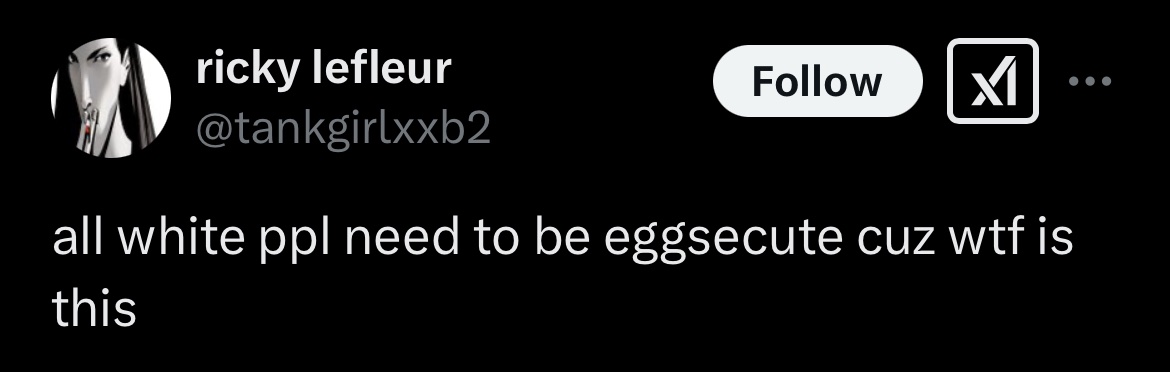 ricky lefleur
Follow
@tankgirlxxb2
all white ppl need to be eggsecute cuz wtf is
this